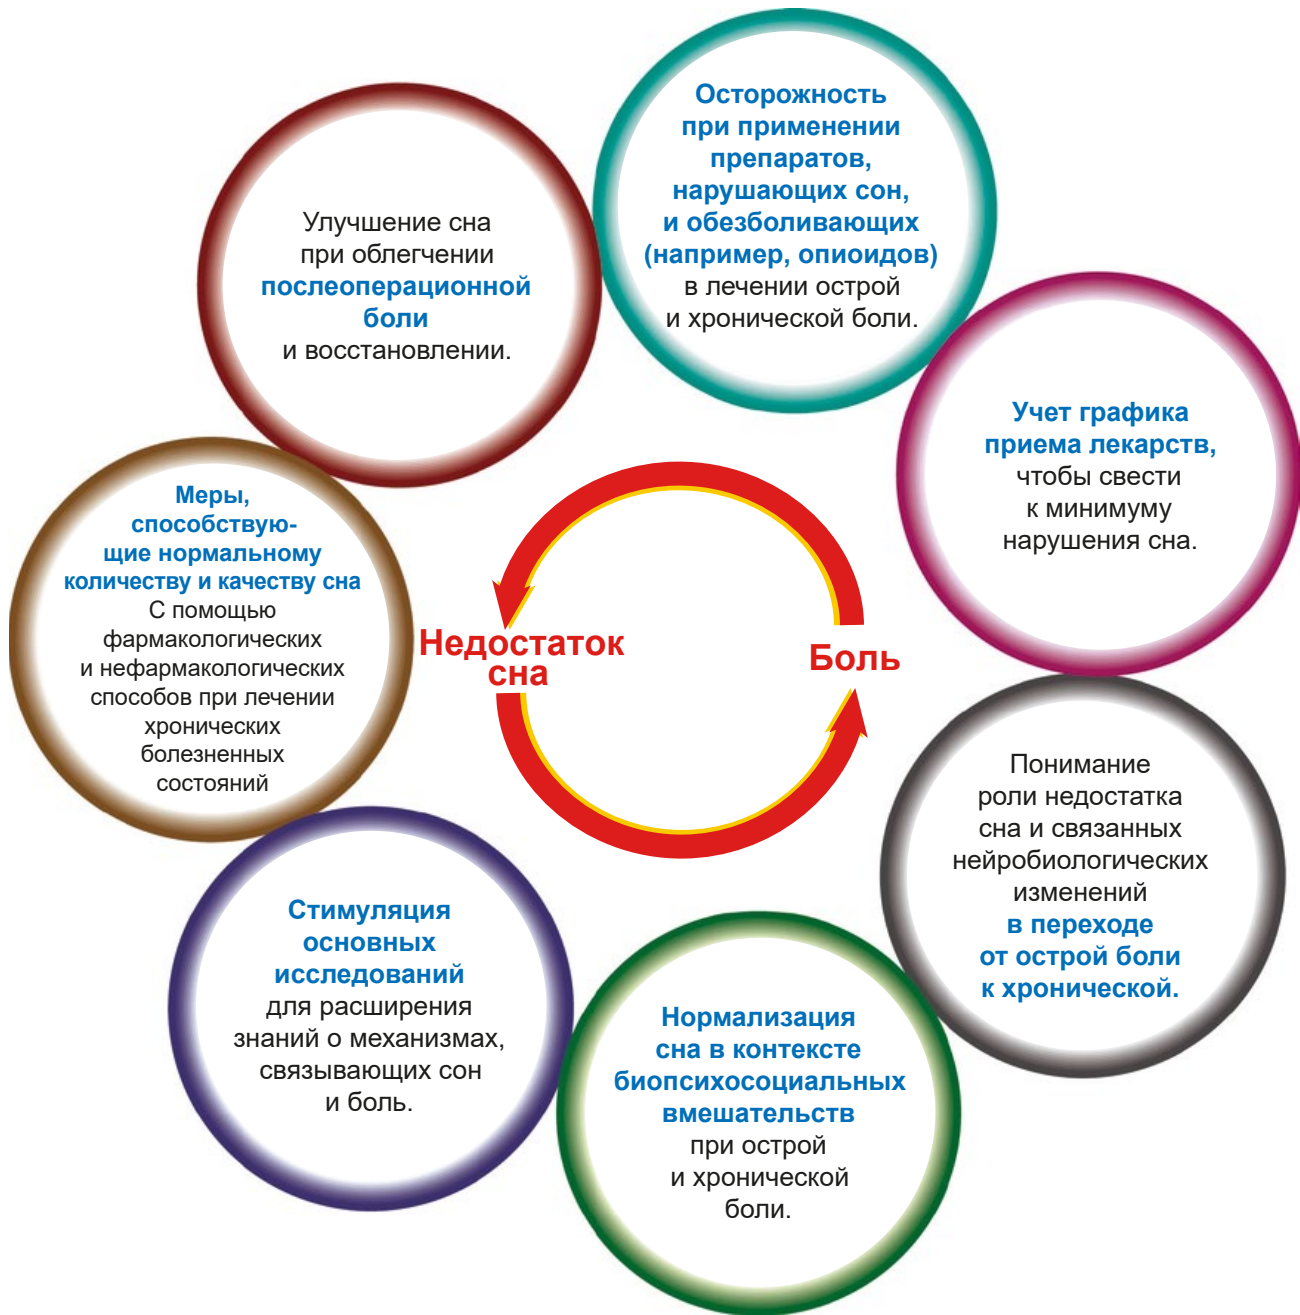 Осторожность
при применении
препаратов,
нарушающих сон,
и обезболивающих
(например, опиоидов)
в лечении острой
и хронической боли.
Улучшение сна
при облегчении
послеоперационной
боли
и восстановлении.
Учет графика
приема лекарств,
чтобы свести
к минимуму
нарушения сна.
Меры,
способствую-
щие нормальному
количеству и качеству сна
С помощью
фармакологических
и нефармакологических
способов при лечении
хронических
болезненных
состояний
Недостаток
сна
Боль
Понимание
роли недостатка
сна и связанных
нейробиологических
изменений
в переходе
от острой боли
к хронической.
Стимуляция
основных
исследований
для расширения
знаний о механизмах,
связывающих сон
и боль.
Нормализация
сна в контексте
биопсихосоциальных
вмешательств
при острой
и хронической
боли.